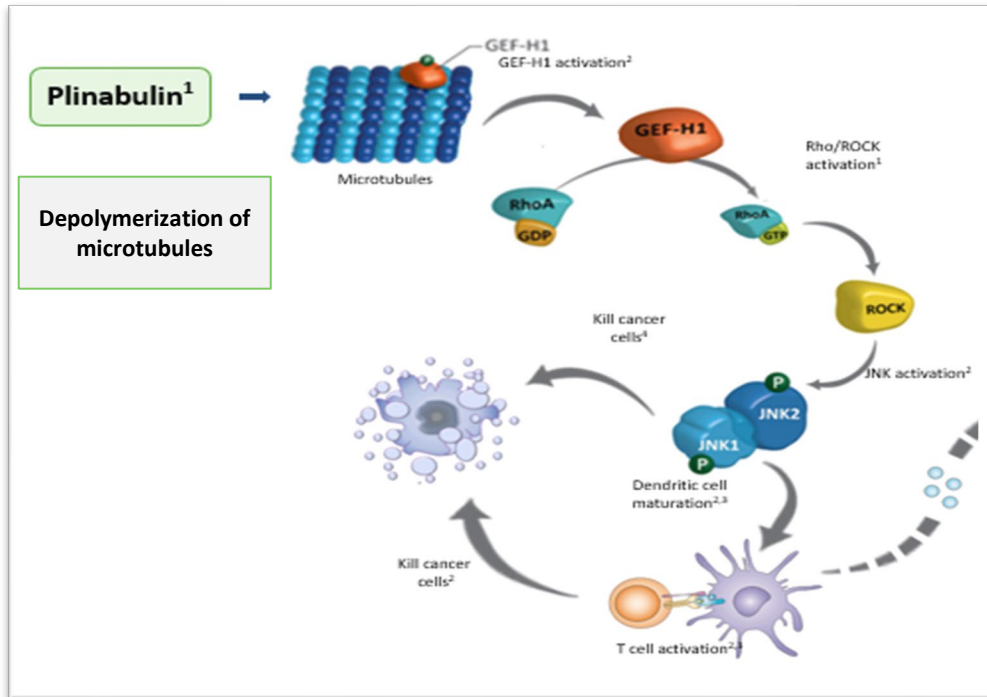 GEF-H1
P
GEF-H1 activation²
Plinabulin¹
GEF-H1
Rho/ROCK
activation¹
Microtubules
Depolymerization of
microtubules
RhoA
GDP
RhoA
GTP
ROCK
Kill cancer
cells⁴
JNK activation²
P
JNK2
JNK1
P
Dendritic cell
maturation²,³
Kill cancer
cells²
T cell activation²,³